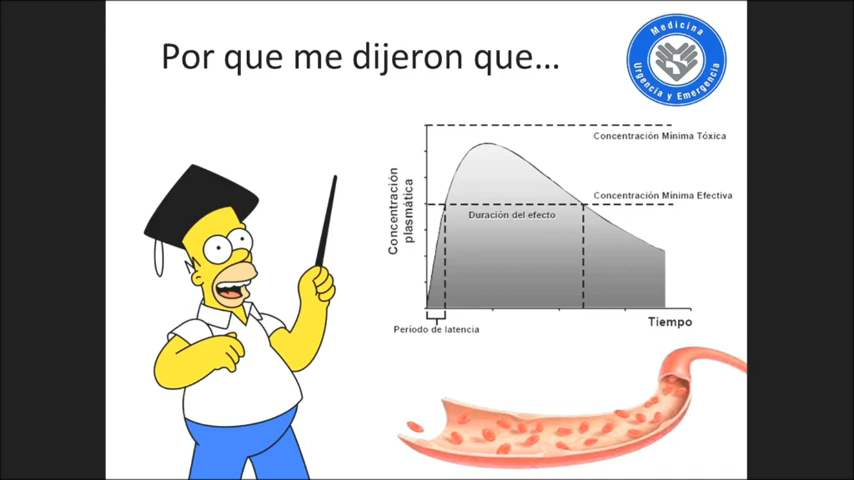 Por que me dijeron que...
Medicina
Urgencia y Emergencia
Concentración Mínima Tóxica
Concentración Mínima Efectiva
Concentración
plasmática
Duración del efecto
Periodo de latencia
Tiempo